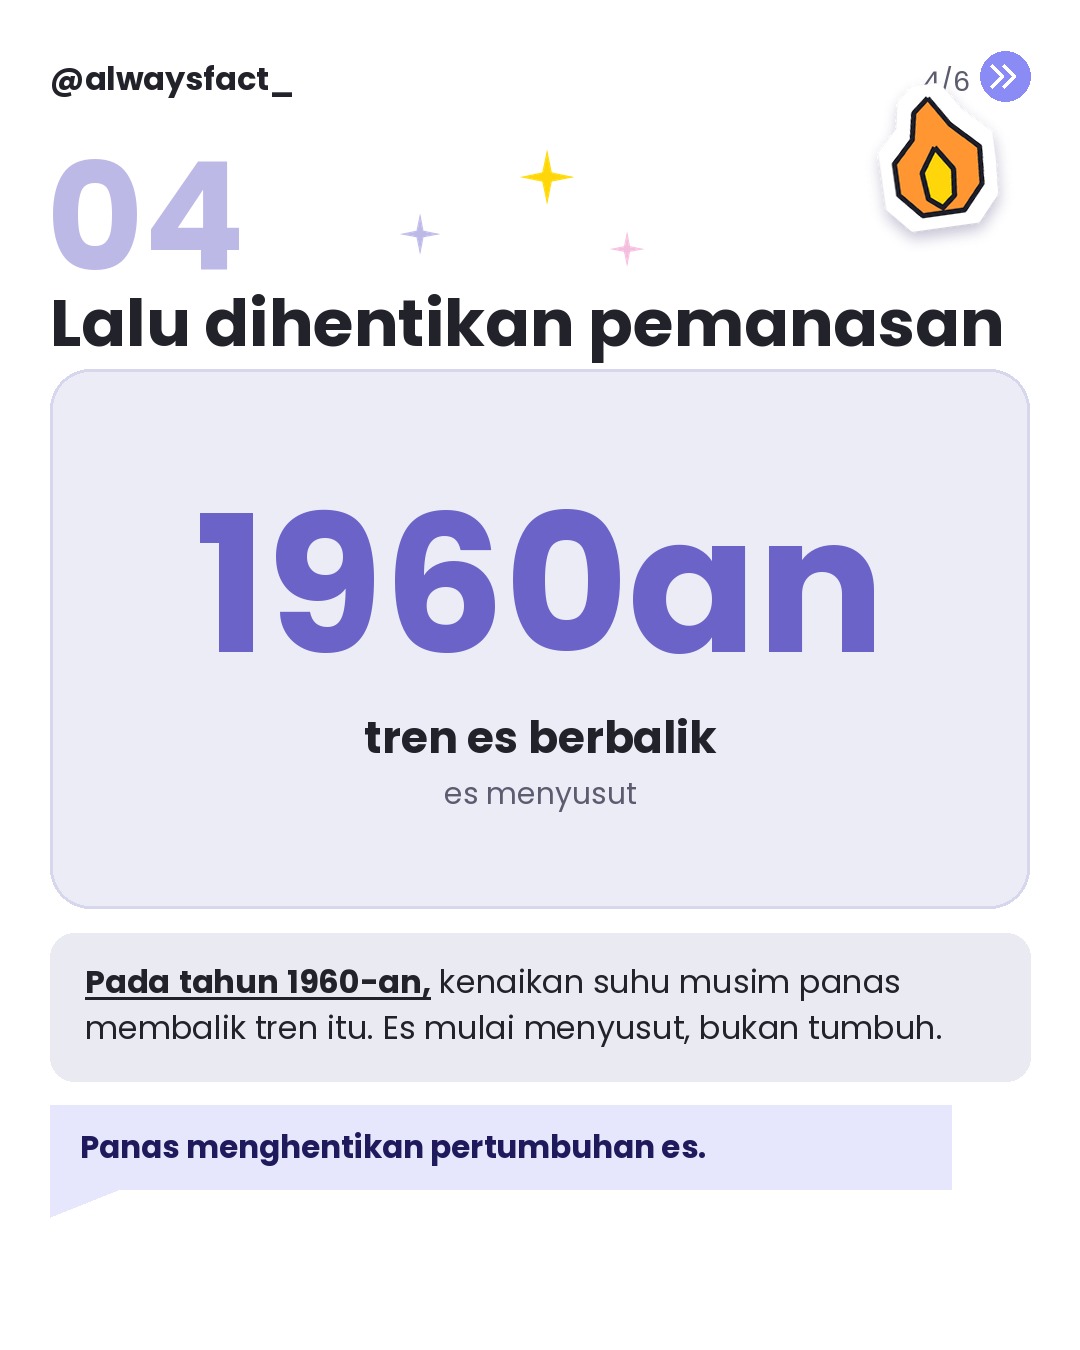 @alwaysfact_
4/6
04
Lalu dihentikan pemanasan
1960an
tren es berbalik
es menyusut
Pada tahun 1960-an, kenaikan suhu musim panas
membalik tren itu. Es mulai menyusut, bukan tumbuh.
Panas menghentikan pertumbuhan es.